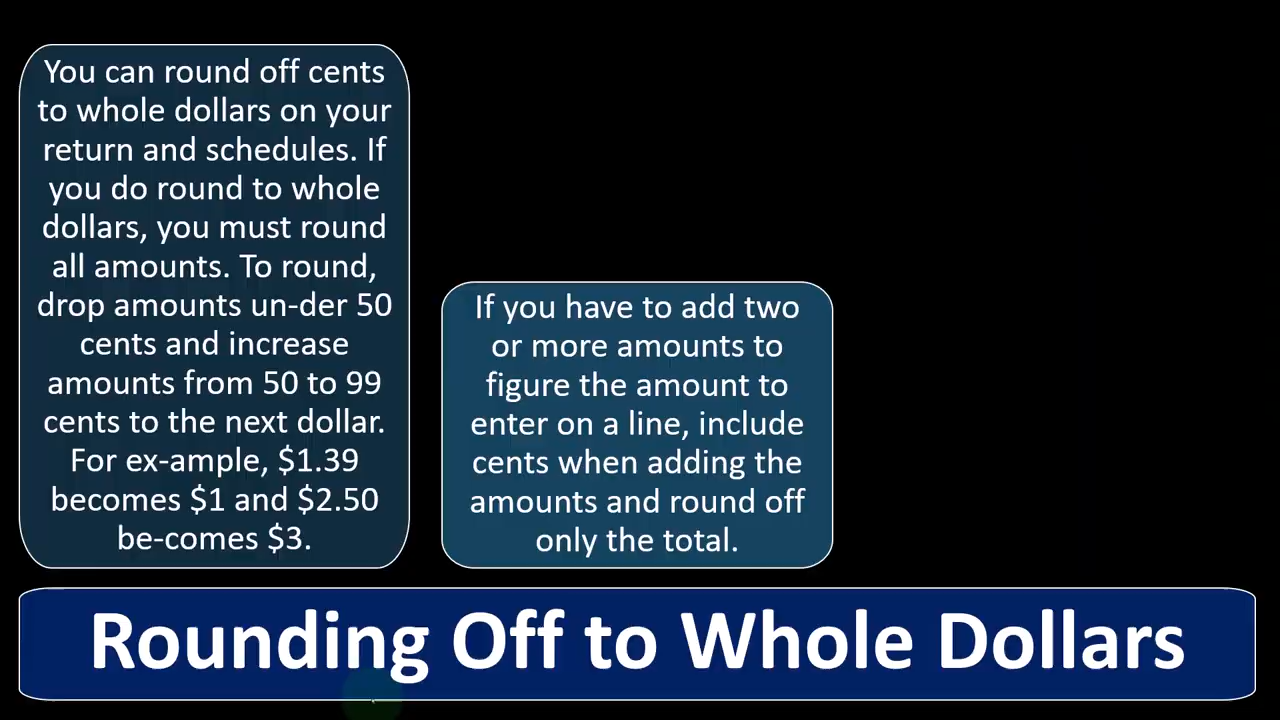 You can round off cents
to whole dollars on your
return and schedules. If
you do round to whole
dollars, you must round
all amounts. To round,
drop amounts un-der 50
cents and increase
amounts from 50 to 99
cents to the next dollar.
For ex-ample, $1.39
becomes $1 and $2.50
be-comes $3.
If you have to add two
or more amounts to
figure the amount to
enter on a line, include
cents when adding the
amounts and round off
only the total.
Rounding Off to Whole Dollars